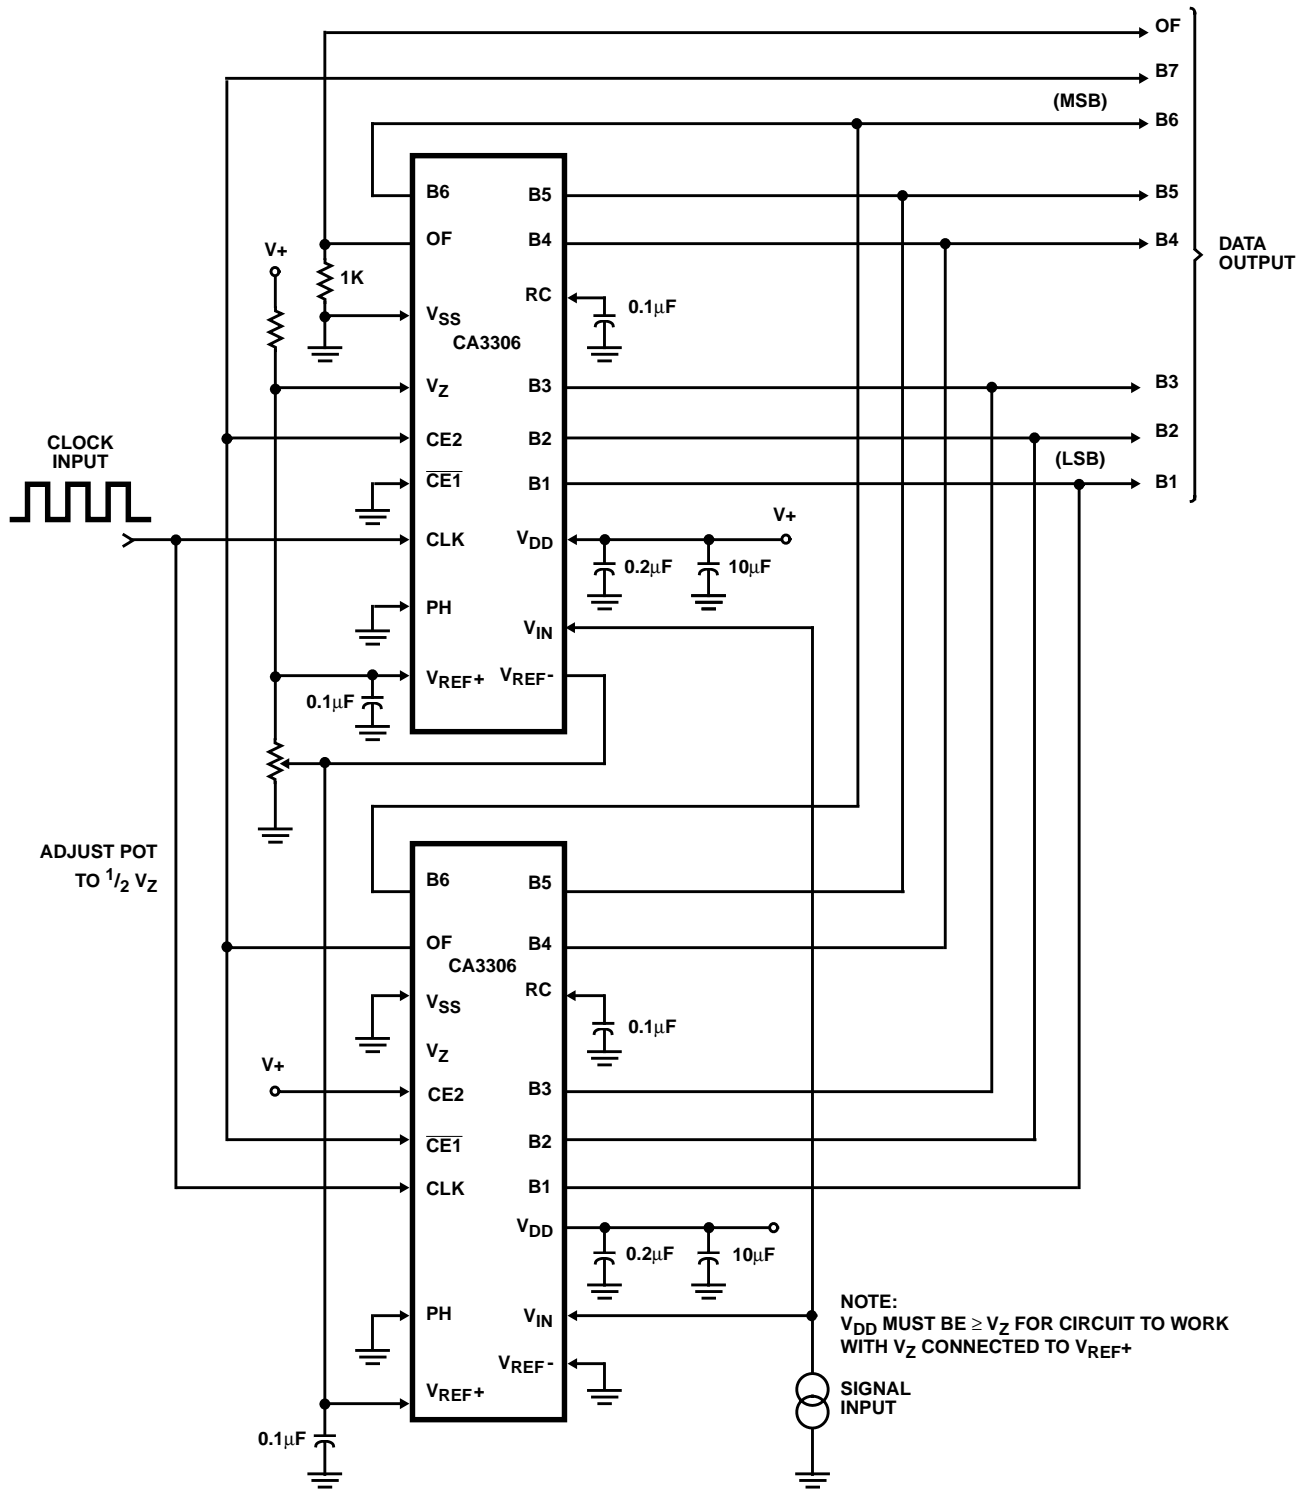 OF
B7
(MSB)
B6
B6
B5
B5
OF
B4
B4
DATA
OUTPUT
V+
1K
RC
0.1µF
VSS
CA3306
VZ
B3
B3
CLOCK
INPUT
CE2
B2
B2
(LSB)
CE1
B1
B1
V+
CLK
VDD
0.2µF
10µF
PH
VIN
VREF+
VREF-
0.1µF
ADJUST POT
TO 1/2 VZ
B6
B5
OF
B4
CA3306
RC
VSS
0.1µF
VZ
V+
CE2
B3
CE1
B2
CLK
B1
VDD
0.2µF
10µF
PH
VIN
NOTE:
VDD MUST BE ≥ VZ FOR CIRCUIT TO WORK
WITH VZ CONNECTED TO VREF+
VREF-
VREF+
SIGNAL
INPUT
0.1µF